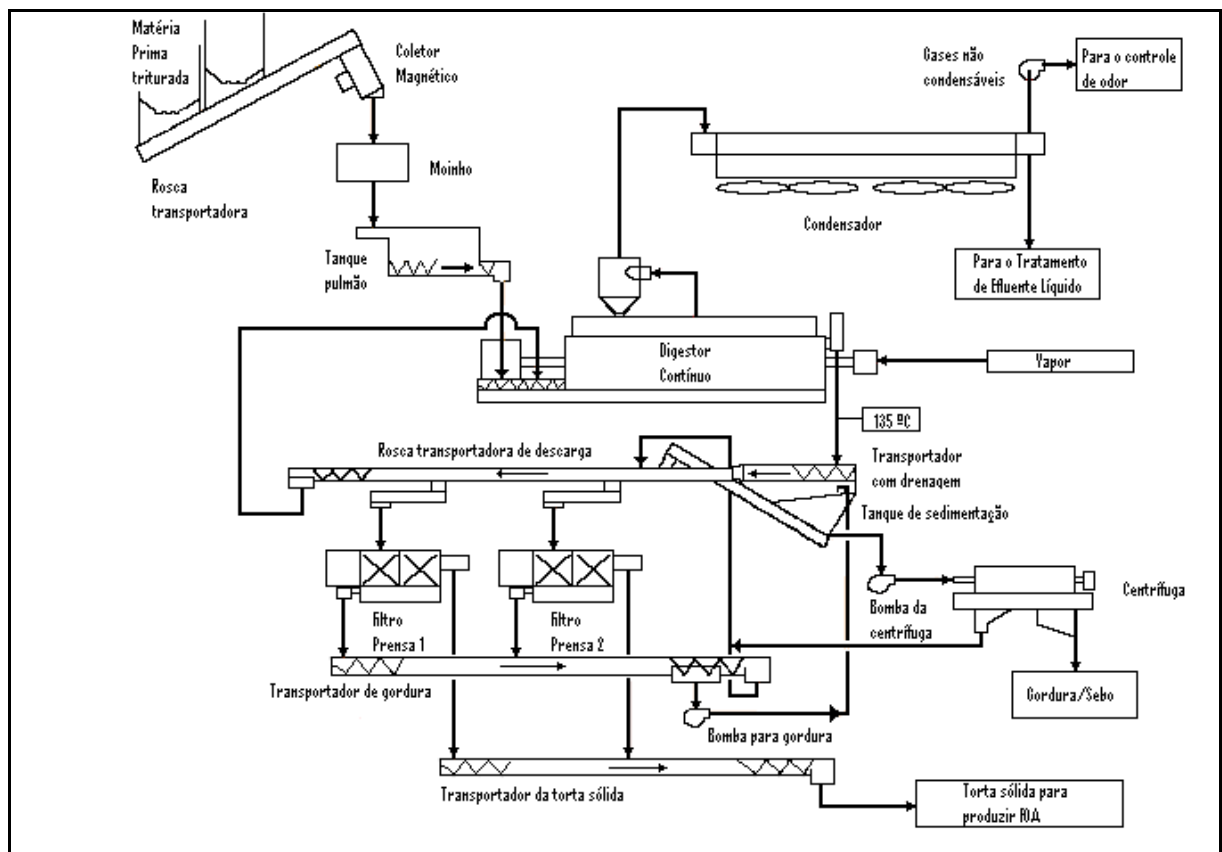 Matéria
Prima
triturada
Coletor
Magnético
Gases não
condensáveis
Para o controle
de odor
Moinho
Rosca
transportadora
Condensador
Tanque
pulmão
Para o Tratamento
de Efluente Líquido
Digestor
Contínuo
Vapor
135 ºC
Rosca transportadora de descarga
Transportador
com drenagem
Tanque de sedimentação
Bomba da
centrífuga
Centrífuga
Filtro
Prensa 1
Filtro
Prensa 2
Transportador de gordura
Gordura/Sebo
Bomba para gordura
Transportador da torta sólida
Torta sólida para
produzir FOA